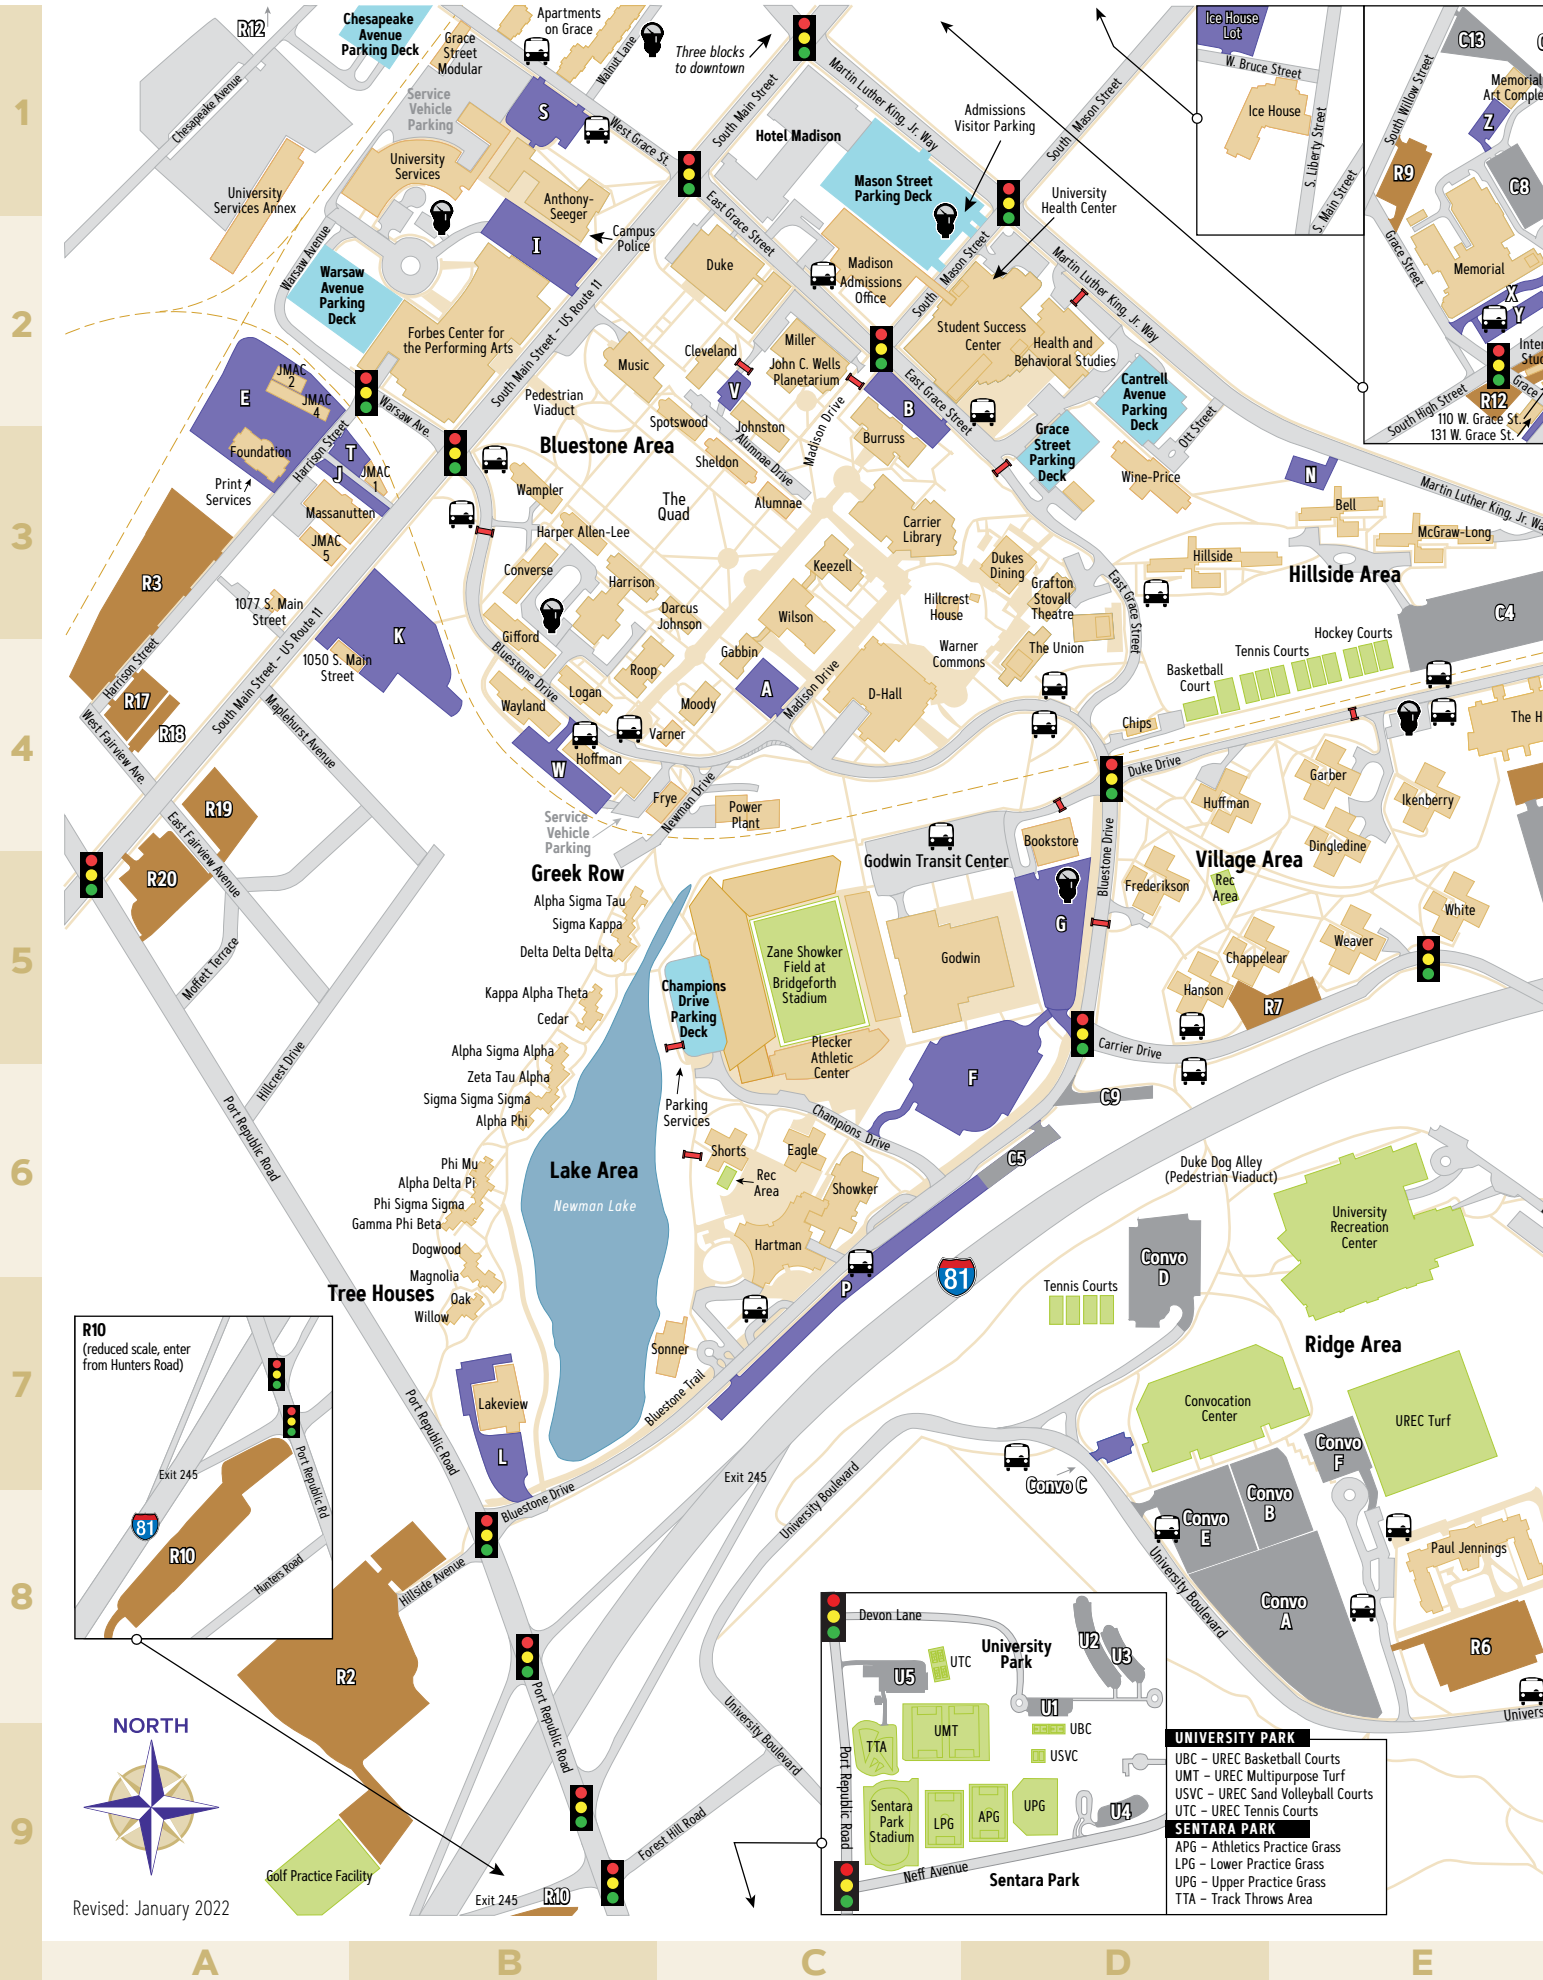 R12
Chesapeake
Avenue
Parking Deck
Grace
Street
Modular
Apartments
on Grace
Walnut Lane
Three blocks
to downtown
Martin Luther King, Jr. Way
South Main Street
Chesapeake Avenue
Service
Vehicle
Parking
S
West Grace St.
Hotel Madison
Admissions
Visitor Parking
South Mason Street
Ice House
Lot
W. Bruce Street
Ice House
S. Liberty Street
S. Main Street
C13
South Willow Street
Memorial
Art Comple
Z
R9
C8
Grace Street
Memorial
X
Y
Inter
Stud
R12
Grace
South High Street
110 W. Grace St.
131 W. Grace St.
1
University
Services Annex
University
Services
Anthony-
Seeger
Campus
Police
I
Mason Street
Parking Deck
University
Health Center
East Grace Street
Duke
Madison
Admissions
Office
South Mason Street
Martin Luther King, Jr. Way
Warsaw Avenue
Warsaw
Avenue
Parking
Deck
2
Forbes Center for
the Performing Arts
South Main Street - US Route 11
Music
Cleveland
Miller
John C. Wells
Planetarium
Student Success
Center
Health and
Behavioral Studies
Cantrell
Avenue
Parking
Deck
Ott Street
JMAC
2
JMAC
4
E
Foundation
Harrison Street
Warsaw Ave.
Pedestrian
Viaduct
Bluestone Area
V
B
East Grace Street
Spotswood
Johnston
Sheldon
Alumnae Drive
Madison Drive
Burruss
Grace
Street
Parking
Deck
Wine-Price
N
Martin Luther King, Jr. Wa
Print
Services
T
J
JMAC
1
Massanutten
JMAC
5
Wampler
The
Quad
Alumnae
Harper Allen-Lee
Carrier
Library
Bell
McGraw-Long
Hillside
Hillside Area
3
R3
1077 S. Main
Street
Converse
Harrison
Darcus
Johnson
Keezell
Wilson
Dukes
Dining
Grafton
Stovall
Theatre
Hillcrest
House
East Grace Street
C4
Hockey Courts
Tennis Courts
Basketball
Court
K
Gifford
Bluestone Drive
1050 S. Main
Street
South Main Street - US Route 11
Harrison Street
R17
R18
West Fairview Ave.
Maplehurst Avenue
Gabbin
Roop
Warner
Commons
The Union
Logan
Wayland
Moody
A
Madison Drive
D-Hall
Varner
Chips
The H
4
W
Hoffman
Frye
Newman Drive
Power
Plant
Duke Drive
Garber
Huffman
Ikenberry
Dingledine
R19
East Fairview Avenue
R20
Service
Vehicle
Parking
Godwin Transit Center
Bookstore
Bluestone Drive
Village Area
Frederikson
Rec
Area
White
Greek Row
Alpha Sigma Tau
Sigma Kappa
Delta Delta Delta
Moffett Terrace
5
Champions
Drive
Parking
Deck
Zane Showker
Field at
Bridgeforth
Stadium
Godwin
G
Chappelear
Weaver
Hanson
R7
Kappa Alpha Theta
Cedar
Alpha Sigma Alpha
Zeta Tau Alpha
Sigma Sigma Sigma
Alpha Phi
Plecker
Athletic
Center
F
Carrier Drive
C9
Hillcrest Drive
Port Republic Road
Parking
Services
Champions Drive
Phi Mu
Alpha Delta Pi
Phi Sigma Sigma
Gamma Phi Beta
Lake Area
Newman Lake
Shorts
Eagle
Rec
Area
Showker
C5
Duke Dog Alley
(Pedestrian Viaduct)
6
University
Recreation
Center
Dogwood
Magnolia
Oak
Willow
Tree Houses
Hartman
P
81
Convo
D
Tennis Courts
Ridge Area
R10
(reduced scale, enter
from Hunters Road)
Exit 245
Port Republic Rd
81
R10
Hunters Road
7
Sonner
Lakeview
Bluestone Trail
L
Port Republic Road
Bluestone Drive
Exit 245
University Boulevard
Convocation
Center
UREC Turf
Convo
F
Convo C
Convo
B
Convo
E
Convo
A
University Boulevard
Paul Jennings
8
Hillside Avenue
R2
Port Republic Road
University Boulevard
R6
Univers
Devon Lane
U5
UTC
University
Park
U2
U3
U1
UBC
USVC
UMT
TTA
Port Republic Road
Sentara
Park
Stadium
LPG
APG
UPG
U4
Neff Avenue
Sentara Park
UNIVERSITY PARK
UBC – UREC Basketball Courts
UMT – UREC Multipurpose Turf
USVC – UREC Sand Volleyball Courts
UTC – UREC Tennis Courts
SENTARA PARK
APG – Athletics Practice Grass
LPG – Lower Practice Grass
UPG – Upper Practice Grass
TTA – Track Throws Area
NORTH
9
Golf Practice Facility
Forest Hill Road
Exit 245
R10
Revised: January 2022
A
B
C
D
E